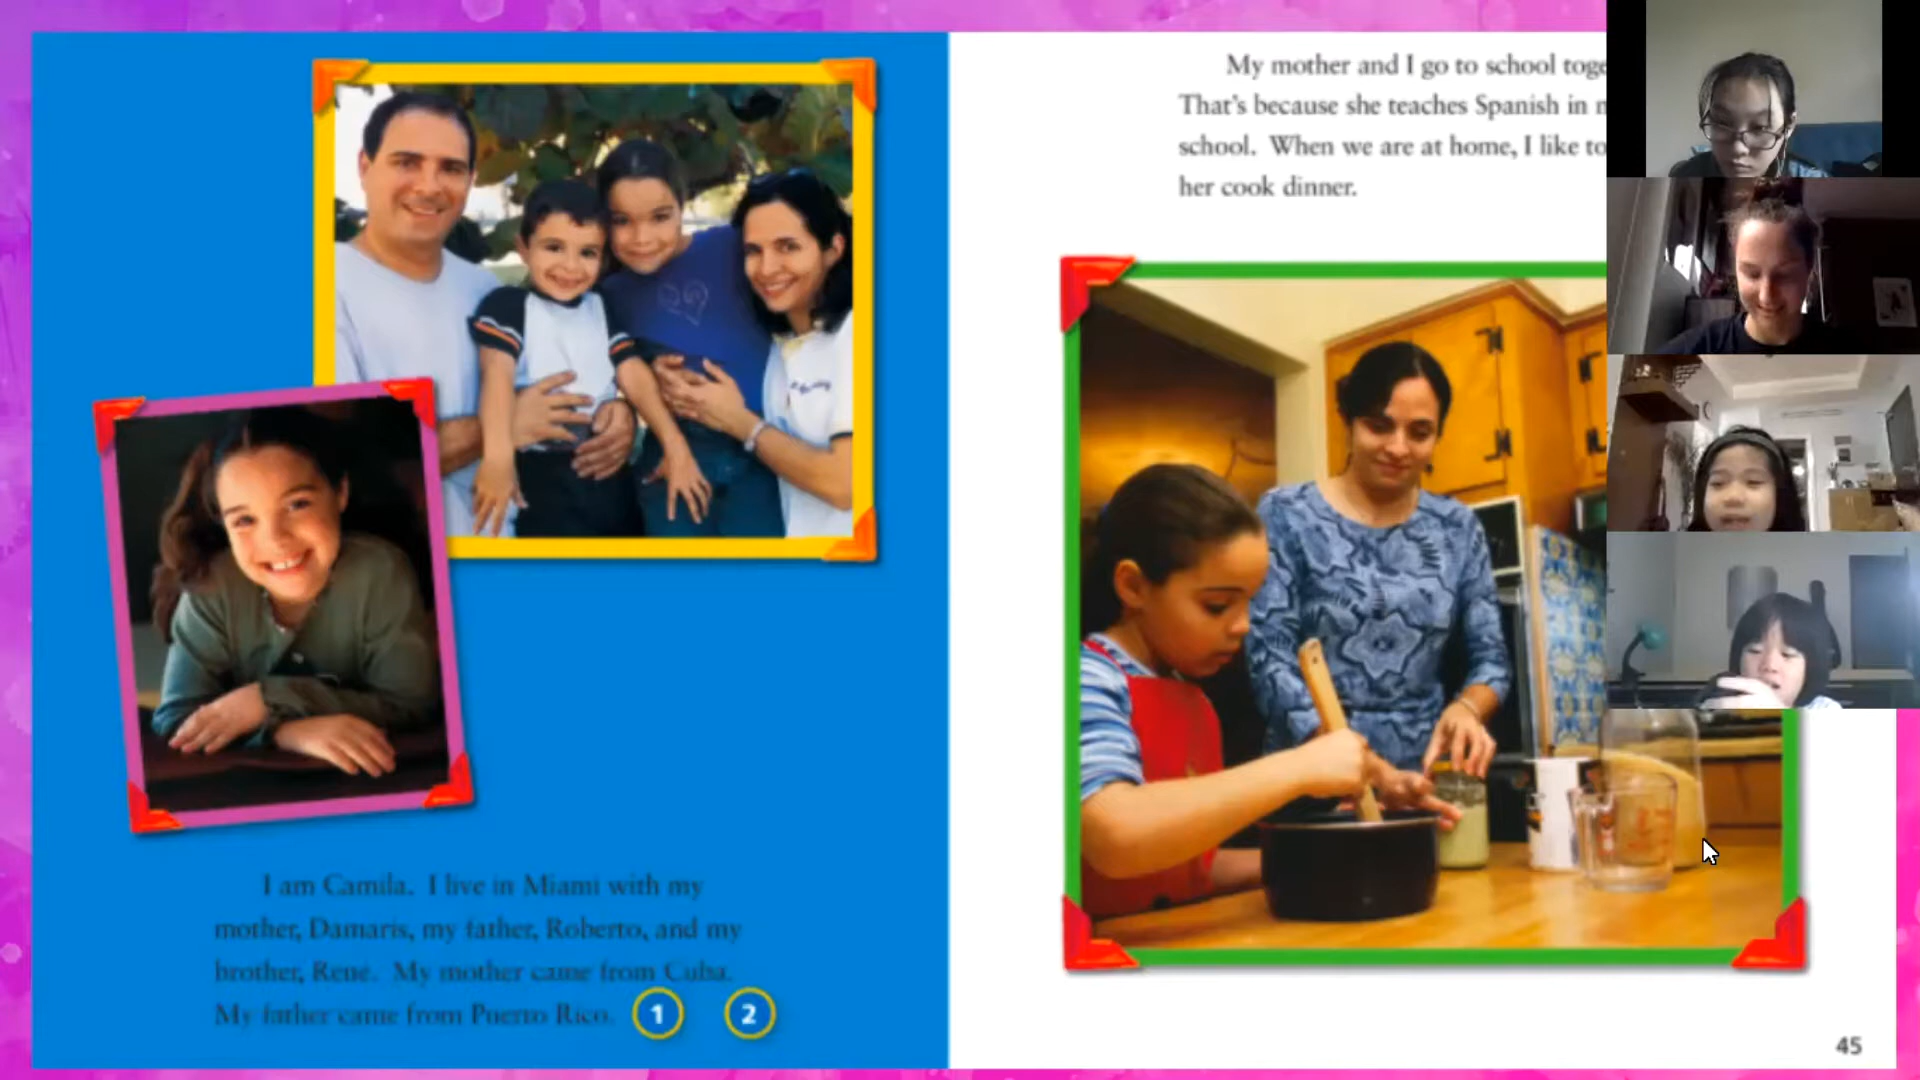 I am Camila. I live in Miami with my
mother, Damaris, my father, Roberto, and my
brother, René. My mother came from Cuba.
My father came from Puerto Rico. 1 2
My mother and I go to school toge
That's because she teaches Spanish in
school. When we are at home, I like to
her cook dinner.
45